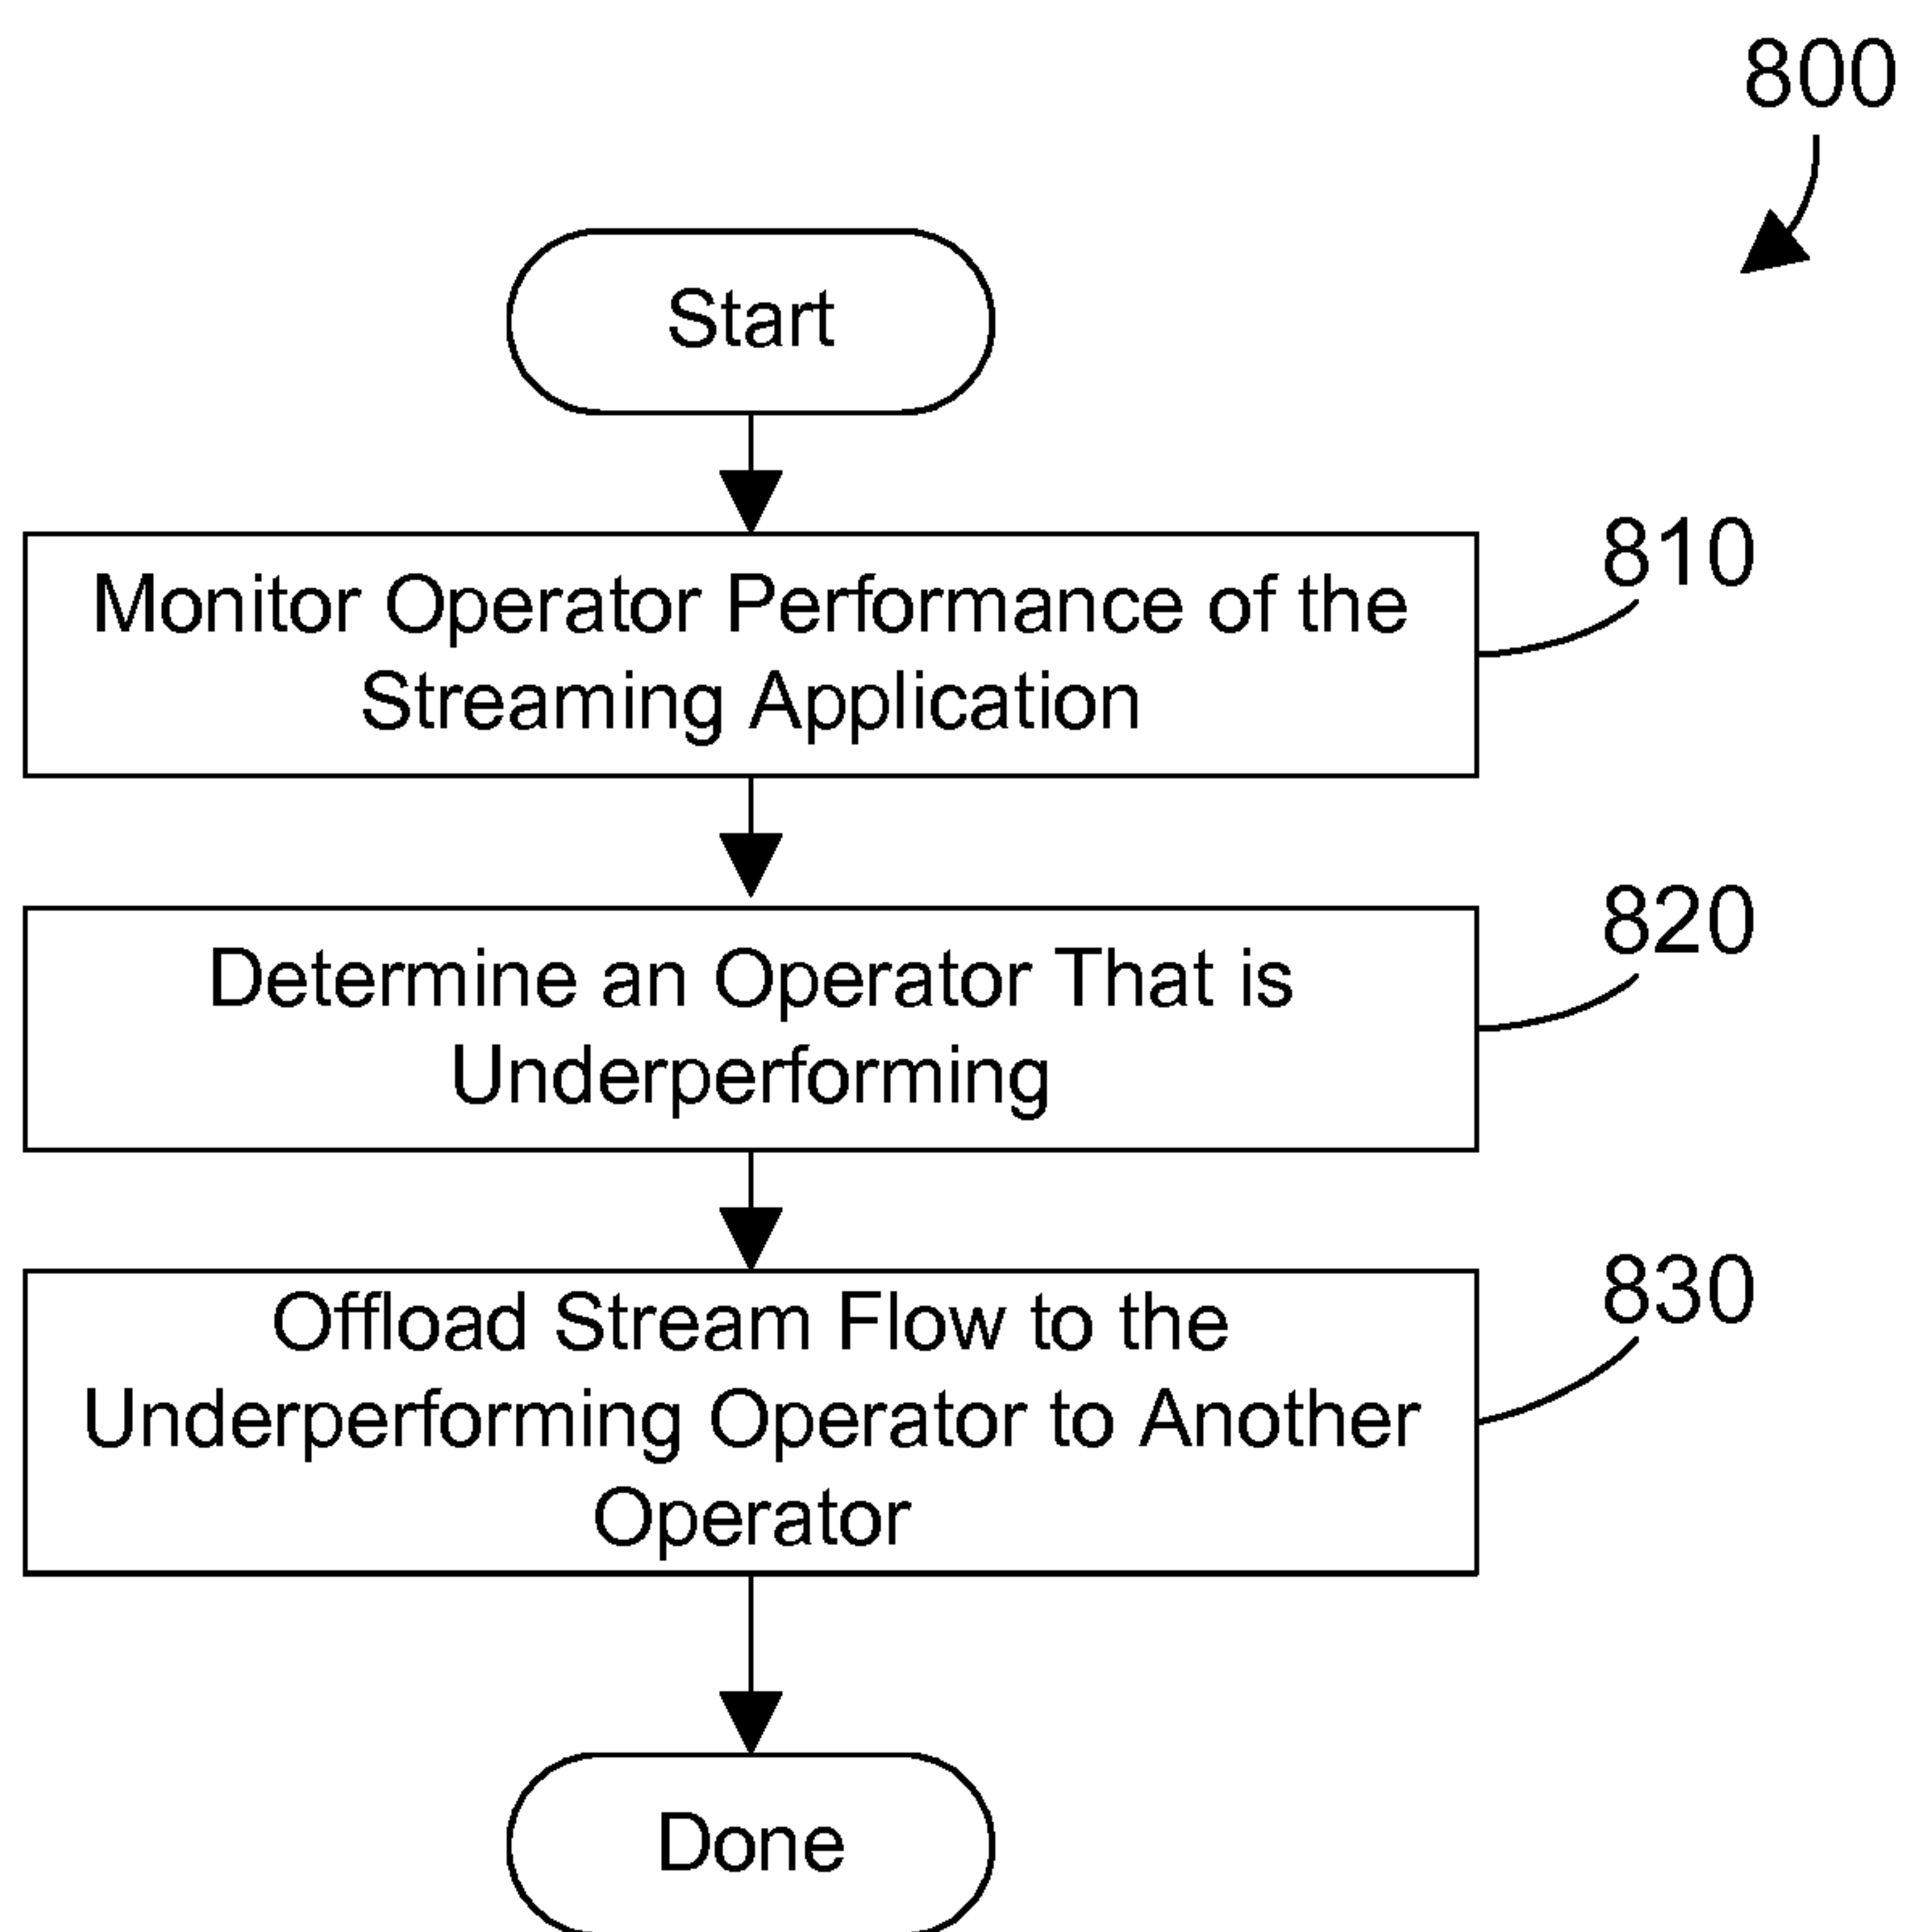 800
Start
Monitor Operator Performance of the
Streaming Application
810
Determine an Operator That is
Underperforming
820
Offload Stream Flow to the
Underperforming Operator to Another
Operator
830
Done